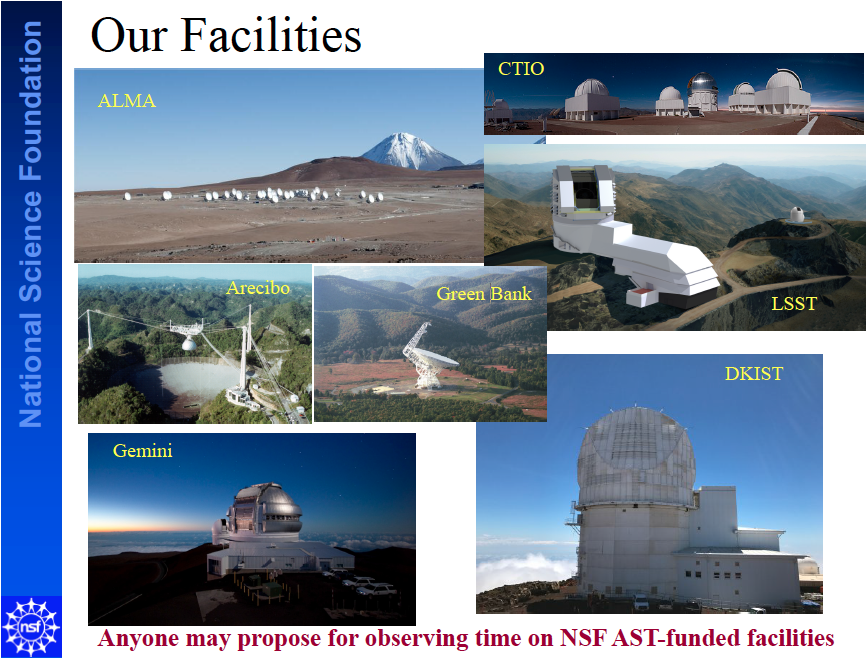 Our Facilities
National Science Foundation
ALMA
CTIO
LSST
Arecibo
Green Bank
DKIST
Gemini
nsf
Anyone may propose for observing time on NSF AST-funded facilities